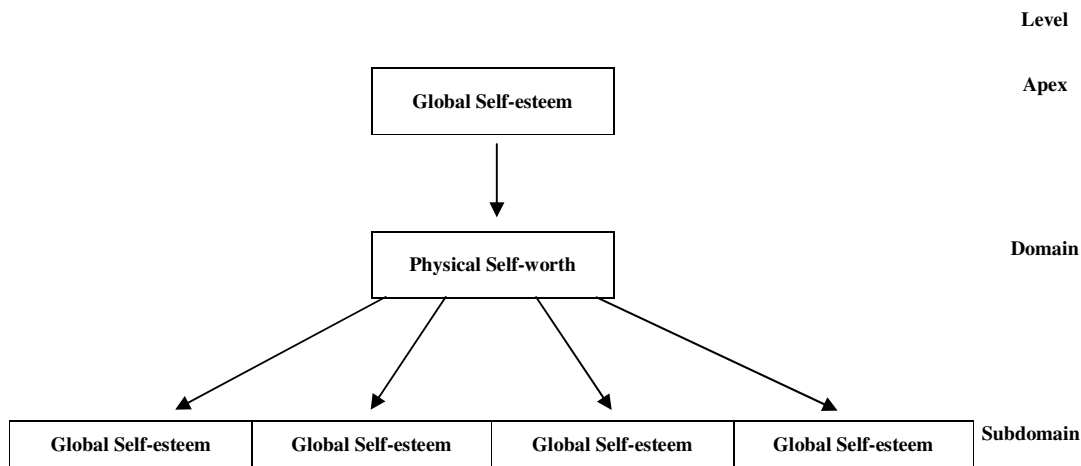 Level
Global Self-esteem
Apex
Physical Self-worth
Domain
Global Self-esteem
Global Self-esteem
Global Self-esteem
Global Self-esteem
Subdomain